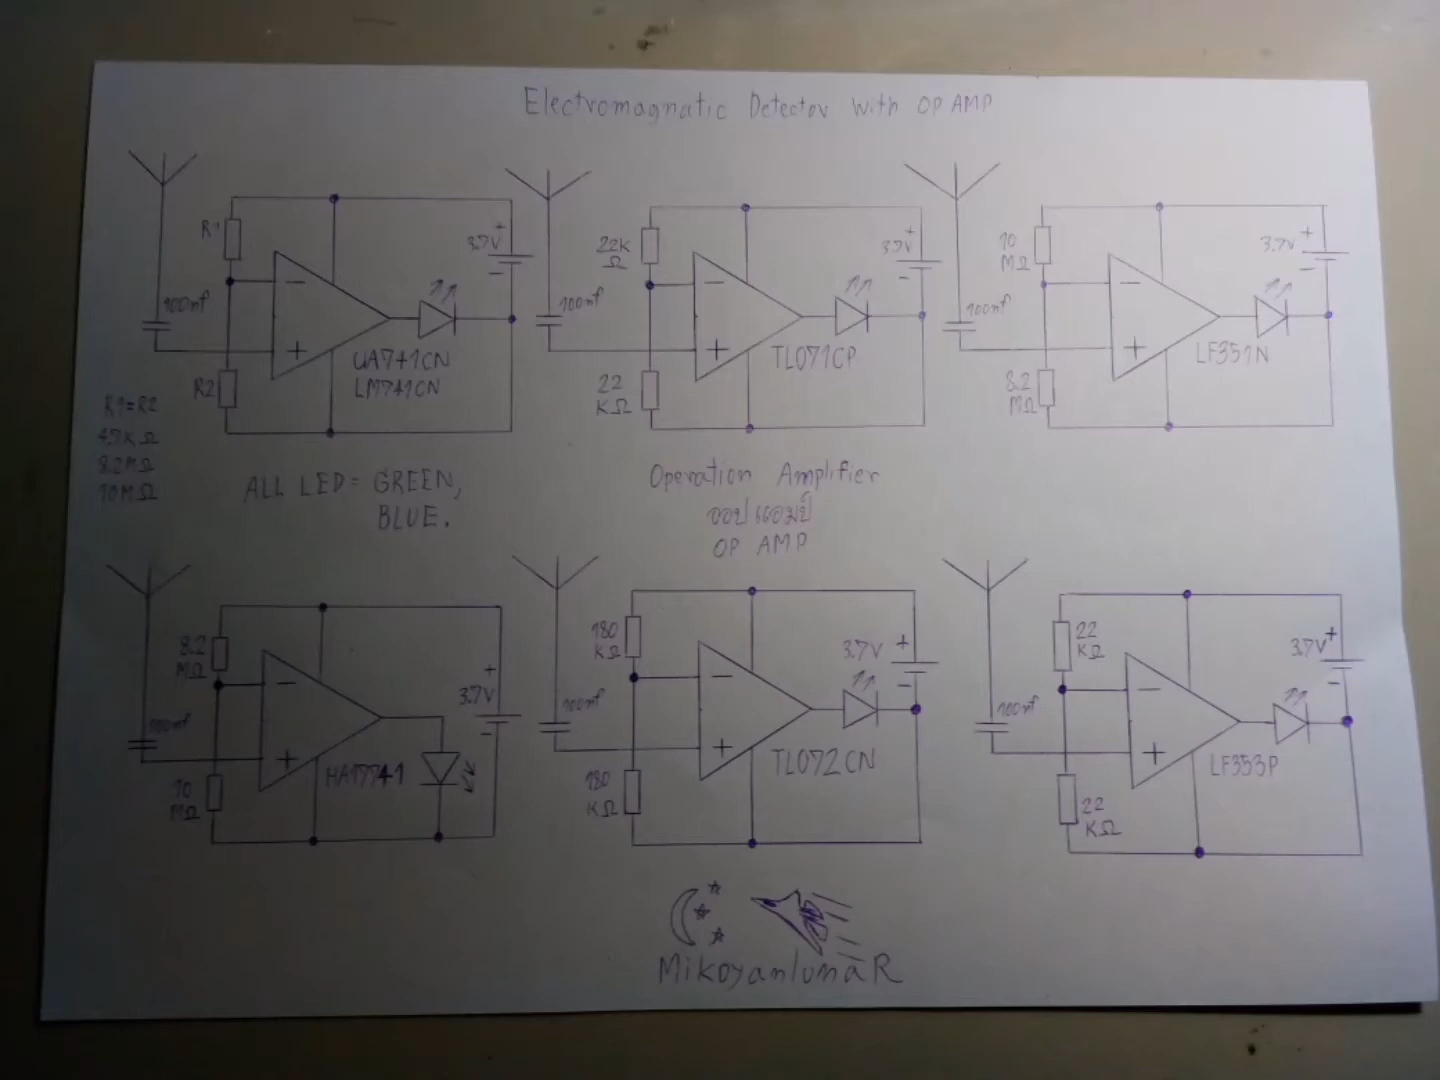 Electromagnetic Detector with OP AMP
R1
3.7V
+
-
100nf
-
+
UA741CN
LM741CN
R2
R1=R2
4.7KΩ
8.2MΩ
10MΩ
22K
Ω
3.7V
+
-
100nf
-
+
TL071CP
22
KΩ
10
MΩ
3.7V
+
-
100nf
-
+
LF351N
8.2
MΩ
ALL LED = GREEN,
BLUE.
Operation Amplifier
ออปแอมป์
OP AMP
8.2
MΩ
3.7V
+
-
100nf
-
+
HA17741
10
MΩ
180
KΩ
3.7V
+
-
100nf
-
+
TL072CN
180
KΩ
22
KΩ
3.7V
+
-
100nf
-
+
LF353P
22
KΩ
MikoyanlunaR